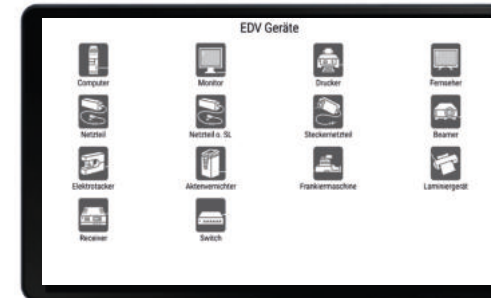 EDV Geräte
Computer Monitor Drucker Fernseher
Netzteil Netzteil o. SL Steckernetzteil Beamer
Elektrotacker Aktenvernichter Frankiermaschine Laminiergerät
Receiver Switch